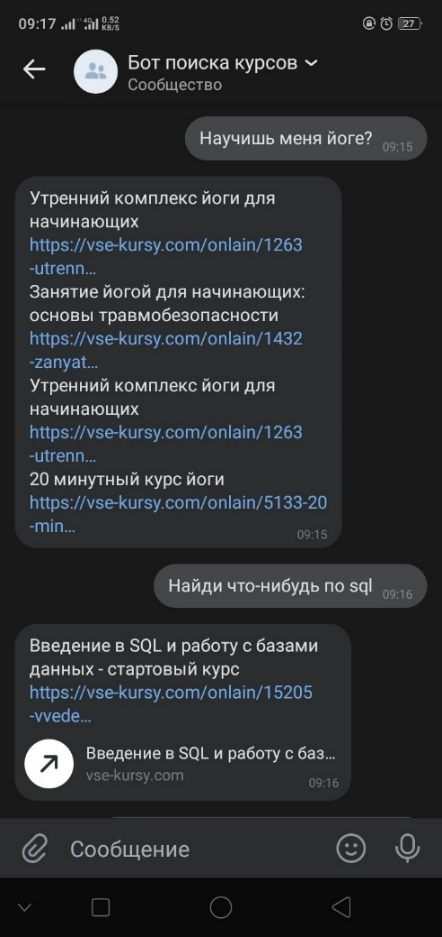 09:17 4G 0.52 KB/S 27
Бот поиска курсов
Сообщество
Научишь меня йоге? 09:15
Утренний комплекс йоги для
начинающих
https://vse-kursy.com/onlain/1263
-utrenn...
Занятие йогой для начинающих:
основы травмобезопасности
https://vse-kursy.com/onlain/1432
-zanyat...
Утренний комплекс йоги для
начинающих
https://vse-kursy.com/onlain/1263
-utrenn...
20 минутный курс йоги
https://vse-kursy.com/onlain/5133-20
-min...
09:15
Найди что-нибудь по sql 09:16
Введение в SQL и работу с базами
данных - стартовый курс
https://vse-kursy.com/onlain/15205
-vvede...
Введение в SQL и работу с баз...
vse-kursy.com
09:16
Сообщение